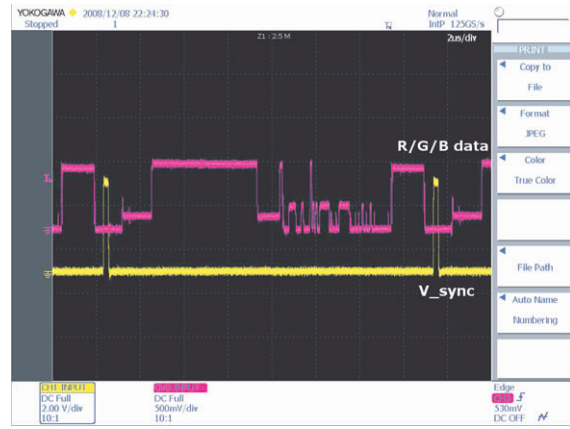 YOKOGAWA 2008/12/08 22:24:30
Stopped 1
Normal
IntP 125GS/s
Z1 : 2.5 M
2us/div
R/G/B data
V_sync
PRINT
Copy to
File
Format
JPEG
Color
True Color
File Path
Auto Name
Numbering
CH1 INPUT
DC Full
2.00 V/div
10:1
DC Full
500mV/div
10:1
Edge
530mV
DC OFF